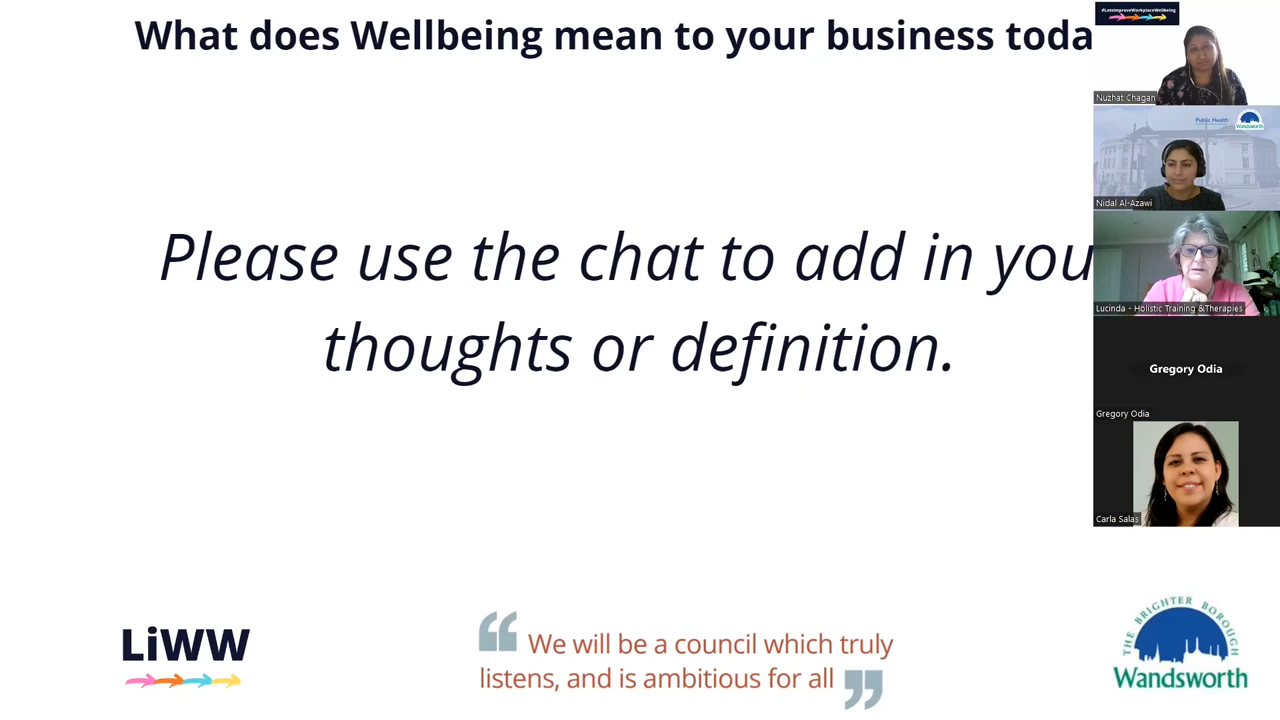 What does Wellbeing mean to your business toda
Please use the chat to add in you
thoughts or definition.
#LetsImproveWorkplaceWellbeing
Nuzhat Chagan
Public Health
Wandsworth
Nidal Al-Azawi
Lucinda - Holistic Training &Therapies
Gregory Odia
Gregory Odia
Carla Salas
LiWW
“ We will be a council which truly
listens, and is ambitious for all ”
THE BRIGHTER BOROUGH
Wandsworth